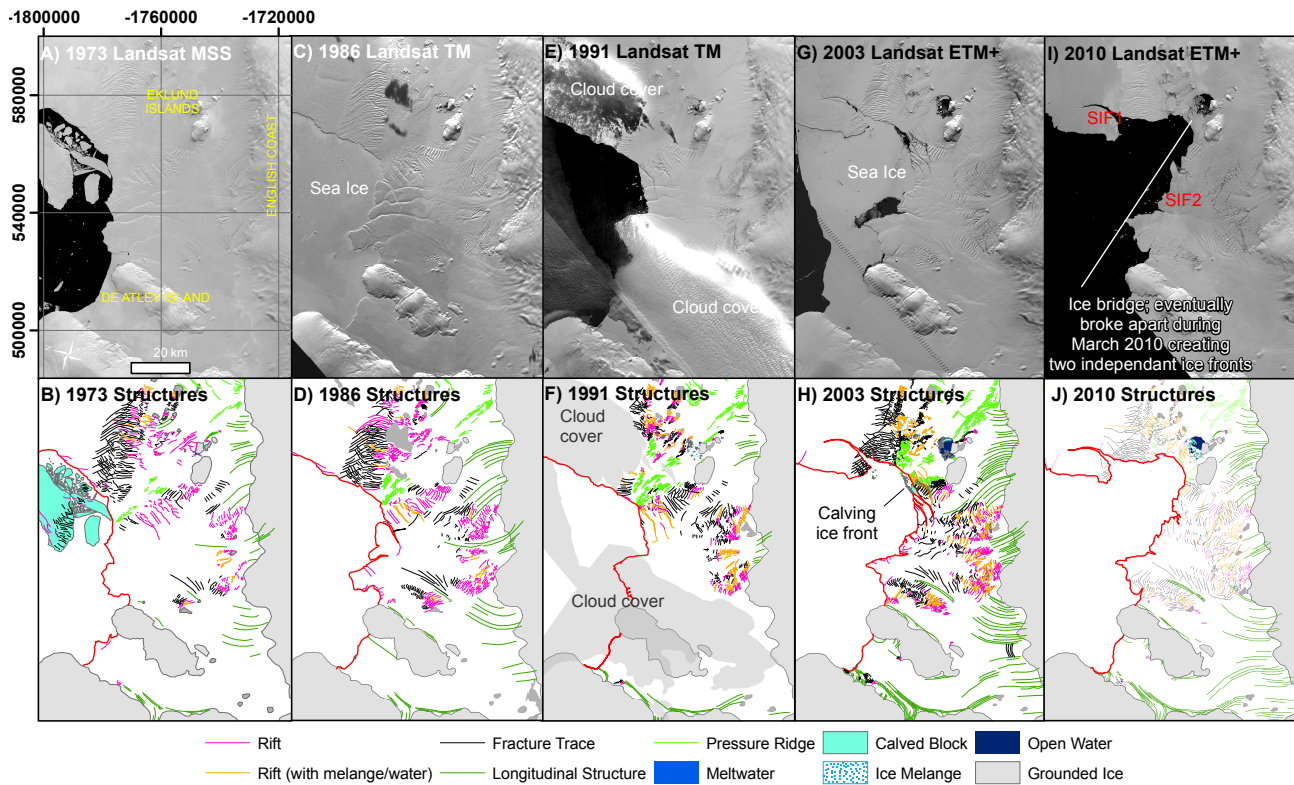 -1800000 -1760000 -1720000
A) 1973 Landsat MSS
C) 1986 Landsat TM
E) 1991 Landsat TM
G) 2003 Landsat ETM+
I) 2010 Landsat ETM+
580000
540000
500000
EKLUND
ISLANDS
ENGLISH COAST
DE ATLEY
20 km
Sea Ice
Cloud cover
Cloud cover
Sea Ice
SIF1
SIF2
Ice bridge; eventually
broke apart during
March 2010 creating
two independant ice fronts
B) 1973 Structures
D) 1986 Structures
F) 1991 Structures
H) 2003 Structures
J) 2010 Structures
Cloud
cover
Cloud cover
Calving
ice front
Rift
Fracture Trace
Pressure Ridge
Calved Block
Open Water
Rift (with melange/water)
Longitudinal Structure
Meltwater
Ice Melange
Grounded Ice